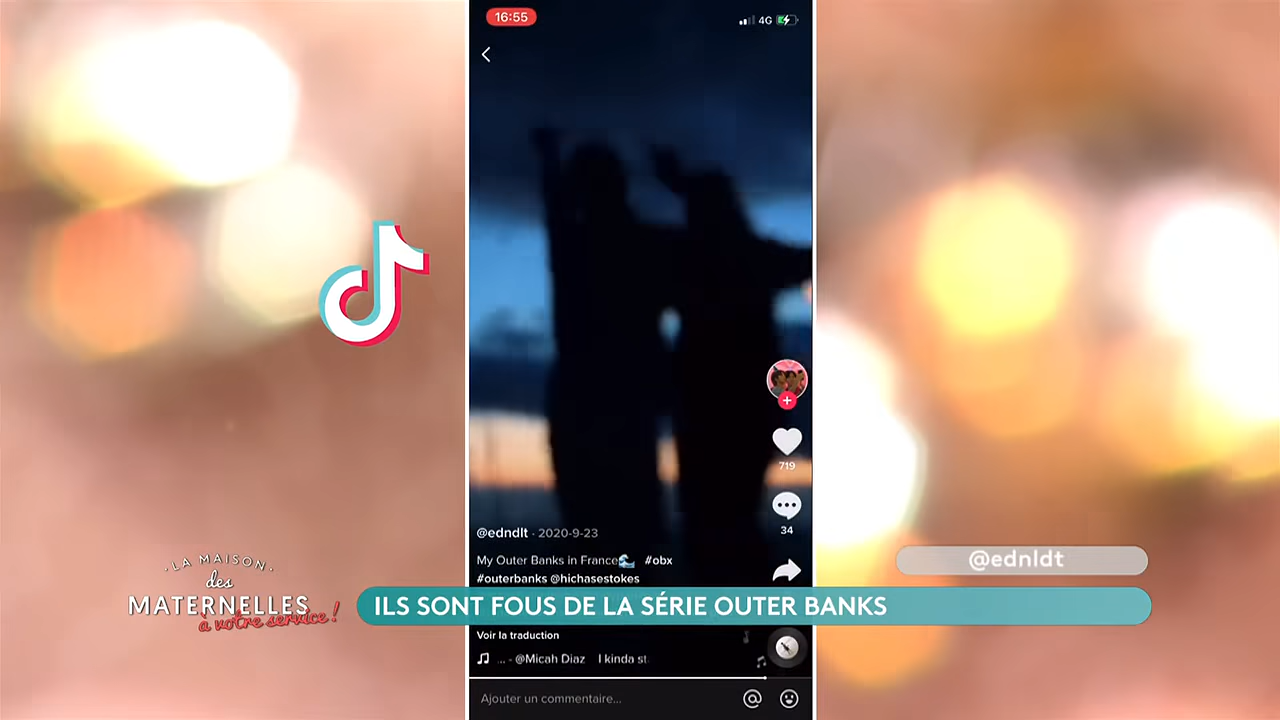 16:55
4G
719
34
@edndlt · 2020-9-23
My Outer Banks in France🌊 #obx
#outerbanks @hichasestokes
@ednldt
·LA MAISON·
des
MATERNELLES
à votre service !
ILS SONT FOUS DE LA SÉRIE OUTER BANKS
Voir la traduction
... - @Micah Diaz I kinda st
Ajouter un commentaire...